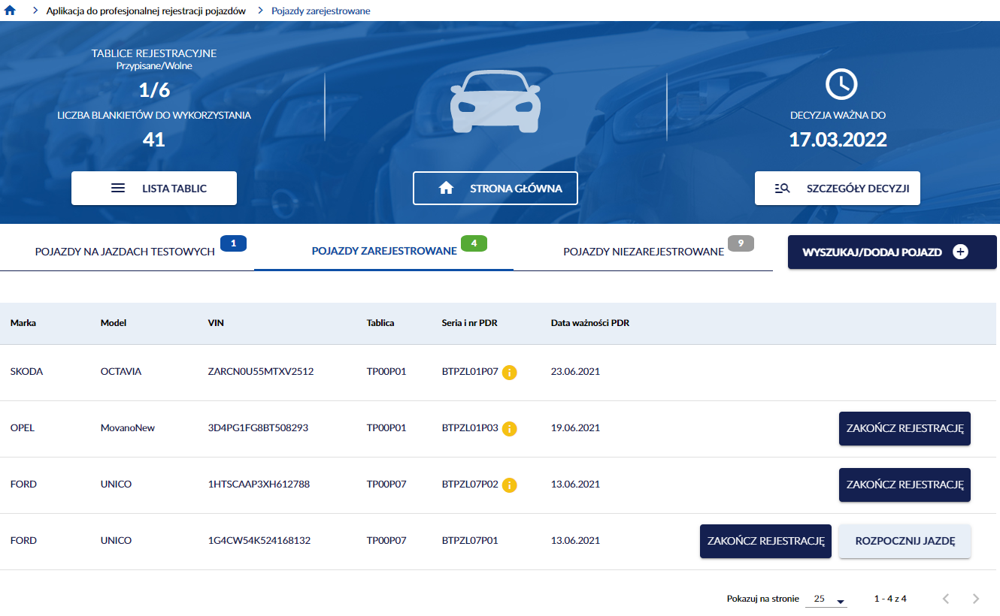 Aplikacja do profesjonalnej rejestracji pojazdów > Pojazdy zarejestrowane
TABLICE REJESTRACYJNE
Przypisane/Wolne
1/6
LICZBA BLANKIETÓW DO WYKORZYSTANIA
41
LISTA TABLIC
STRONA GŁÓWNA
DECYZJA WAŻNA DO
17.03.2022
SZCZEGÓŁY DECYZJI
POJAZDY NA JAZDACH TESTOWYCH 1
POJAZDY ZAREJESTROWANE 4
POJAZDY NIEZAREJESTROWANE 9
WYSZUKAJ/DODAJ POJAZD
Marka Model VIN Tablica Seria i nr PDR Data ważności PDR
SKODA OCTAVIA ZARCN0U55MTXV2512 TP00P01 BTPZL01P07 23.06.2021
OPEL MovanoNew 3D4PG1FG8BT508293 TP00P01 BTPZL01P03 19.06.2021 ZAKOŃCZ REJESTRACJĘ
FORD UNICO 1HTSCAAP3XH612788 TP00P07 BTPZL07P02 13.06.2021 ZAKOŃCZ REJESTRACJĘ
FORD UNICO 1G4CW54K524168132 TP00P07 BTPZL07P01 13.06.2021 ZAKOŃCZ REJESTRACJĘ ROZPOCZNIJ JAZDĘ
Pokazuj na stronie 25 1 - 4 z 4